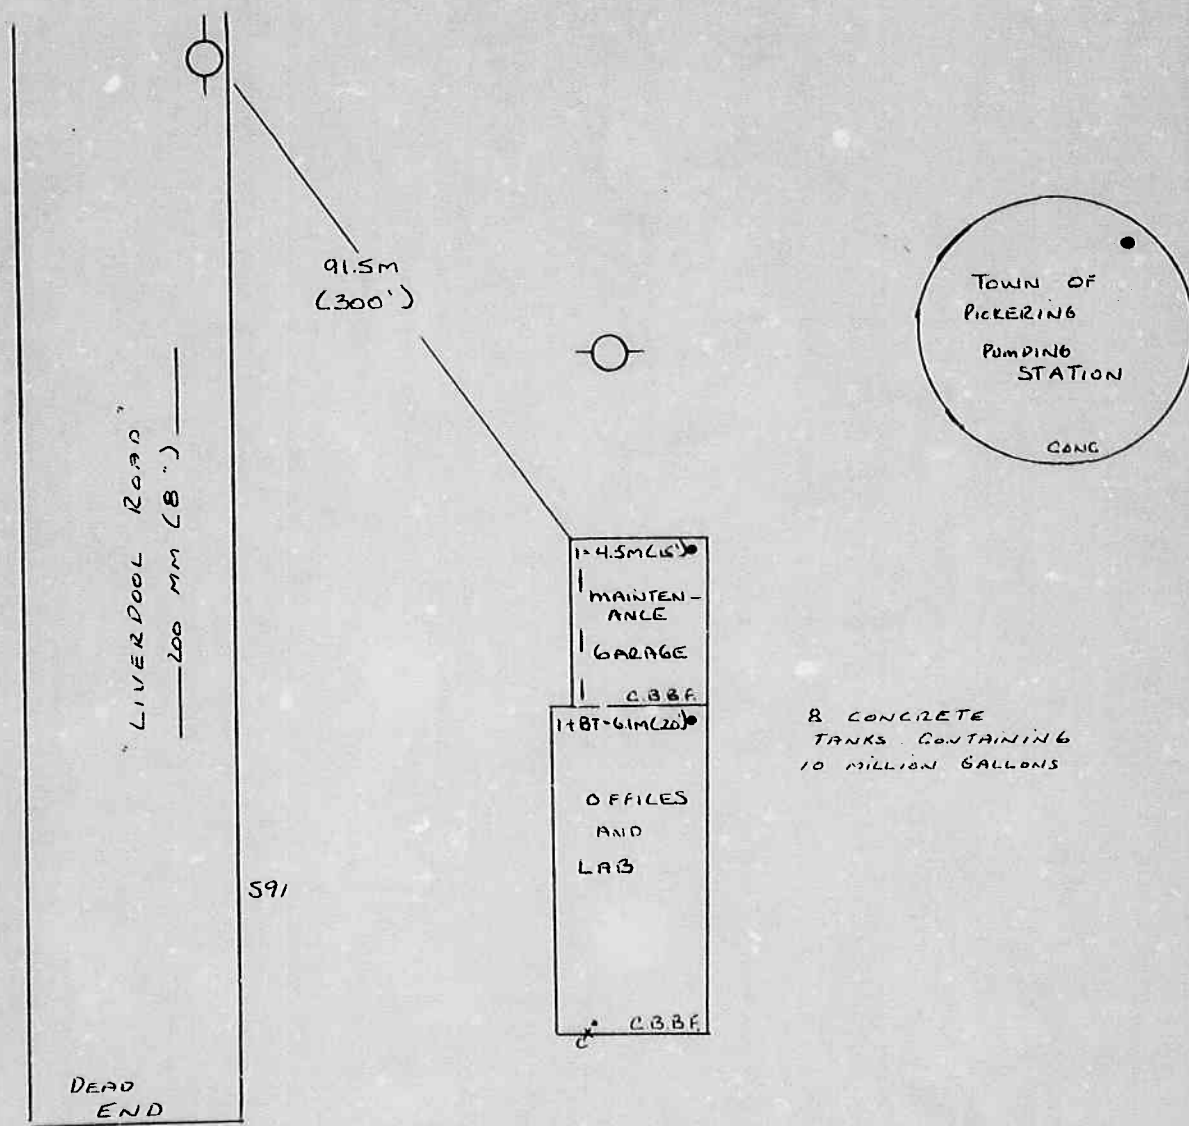 91.5M
(300')
"LIVERPOOL ROAD"
200 MM (8")
TOWN OF
PICKERING
PUMPING
STATION
CONC
1=4.5M(15')
MAINTEN-
ANCE
GARAGE
C.B.B.F.
1+BT=6.1M(20')
OFFICES
AND
LAB
C.B.B.F.
8 CONCRETE
TANKS CONTAINING
10 MILLION GALLONS
591
DEAD
END